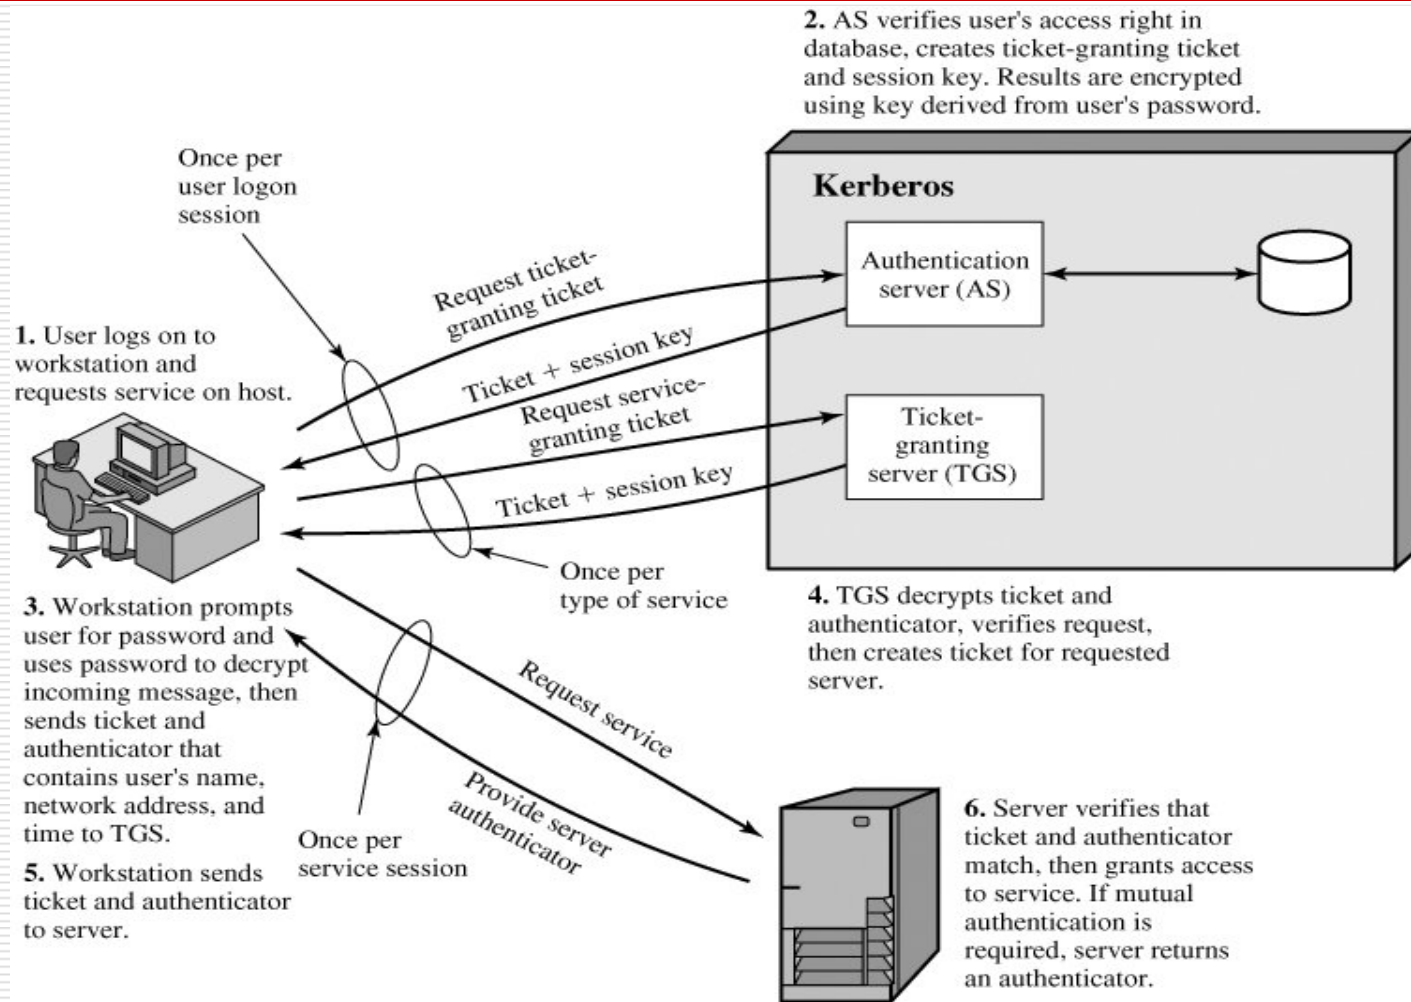 2. AS verifies user's access right in
database, creates ticket-granting ticket
and session key. Results are encrypted
using key derived from user's password.
Once per
user logon
session
Kerberos
Authentication
server (AS)
Request ticket-
granting ticket
1. User logs on to
workstation and
requests service on host.
Ticket + session key
Request service-
granting ticket
Ticket-
granting
server (TGS)
Ticket + session key
Once per
type of service
3. Workstation prompts
user for password and
uses password to decrypt
incoming message, then
sends ticket and
authenticator that
contains user's name,
network address, and
time to TGS.
4. TGS decrypts ticket and
authenticator, verifies request,
then creates ticket for requested
server.
Request service
Provide server
authenticator
Once per
service session
5. Workstation sends
ticket and authenticator
to server.
6. Server verifies that
ticket and authenticator
match, then grants access
to service. If mutual
authentication is
required, server returns
an authenticator.